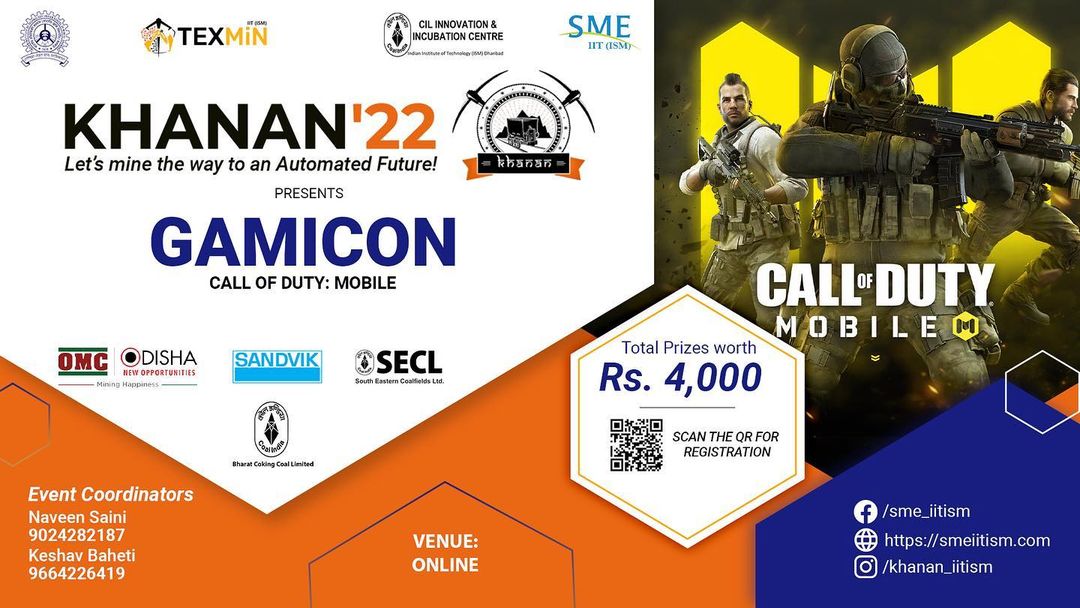 IIT (ISM)
TEXMiN
CIL INNOVATION &
INCUBATION CENTRE
Indian Institute of Technology (ISM) Dhanbad
SME
IIT (ISM)
KHANAN'22
Let's mine the way to an Automated Future!
khanan
PRESENTS
GAMICON
CALL OF DUTY: MOBILE
CALL OF DUTY
MOBILE
OMC
ODISHA
NEW OPPORTUNITIES
Mining Happiness
SANDVIK
SECL
South Eastern Coalfields Ltd.
Coal India
Bharat Coking Coal Limited
Total Prizes worth
Rs. 4,000
SCAN THE QR FOR
REGISTRATION
Event Coordinators
Naveen Saini
9024282187
Keshav Baheti
9664226419
VENUE:
ONLINE
/sme_iitism
https://smeiitism.com
/khanan_iitism